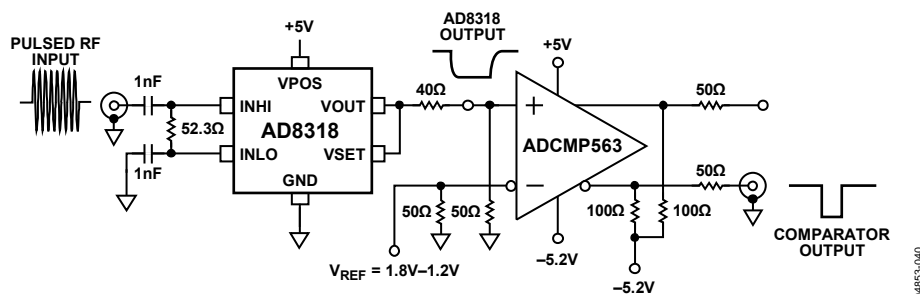 PULSED RF
INPUT
1nF
52.3Ω
1nF
+5V
VPOS
INHI
VOUT
AD8318
INLO
VSET
GND
AD8318
OUTPUT
40Ω
+5V
+
ADCMP563
–
50Ω
50Ω
VREF = 1.8V–1.2V
–5.2V
50Ω
50Ω
100Ω
100Ω
–5.2V
COMPARATOR
OUTPUT
4853-040